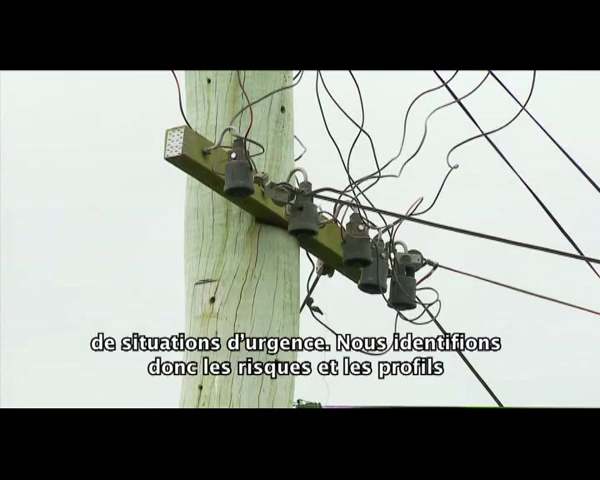 de situations d'urgence. Nous identifions
donc les risques et les profils